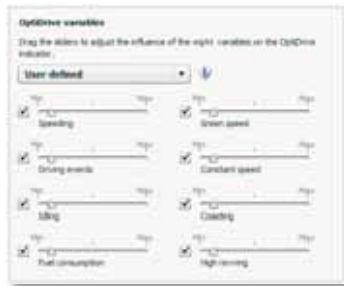 OptiDrive variables
Drag the sliders to adjust the influence of the eight variables on the OptiDrive
indicator.
User defined
Speeding
Green speed
Driving events
Constant speed
Idling
Coasting
Fuel consumption
High revving